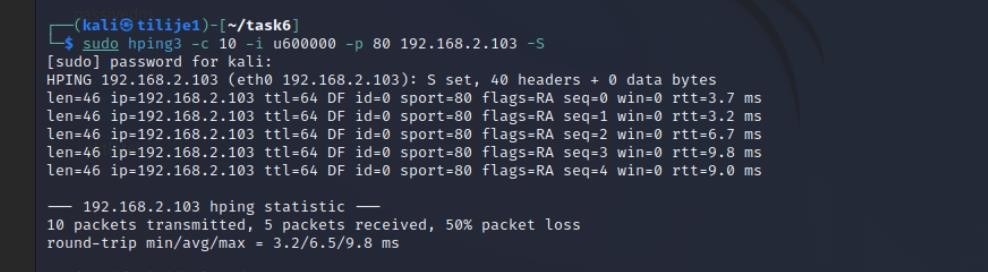 ┌──(kali㉿tilije1)-[~/task6]
└─$ sudo hping3 -c 10 -i u600000 -p 80 192.168.2.103 -S
[sudo] password for kali:
HPING 192.168.2.103 (eth0 192.168.2.103): S set, 40 headers + 0 data bytes
len=46 ip=192.168.2.103 ttl=64 DF id=0 sport=80 flags=RA seq=0 win=0 rtt=3.7 ms
len=46 ip=192.168.2.103 ttl=64 DF id=0 sport=80 flags=RA seq=1 win=0 rtt=3.2 ms
len=46 ip=192.168.2.103 ttl=64 DF id=0 sport=80 flags=RA seq=2 win=0 rtt=6.7 ms
len=46 ip=192.168.2.103 ttl=64 DF id=0 sport=80 flags=RA seq=3 win=0 rtt=9.8 ms
len=46 ip=192.168.2.103 ttl=64 DF id=0 sport=80 flags=RA seq=4 win=0 rtt=9.0 ms
--- 192.168.2.103 hping statistic ---
10 packets transmitted, 5 packets received, 50% packet loss
round-trip min/avg/max = 3.2/6.5/9.8 ms